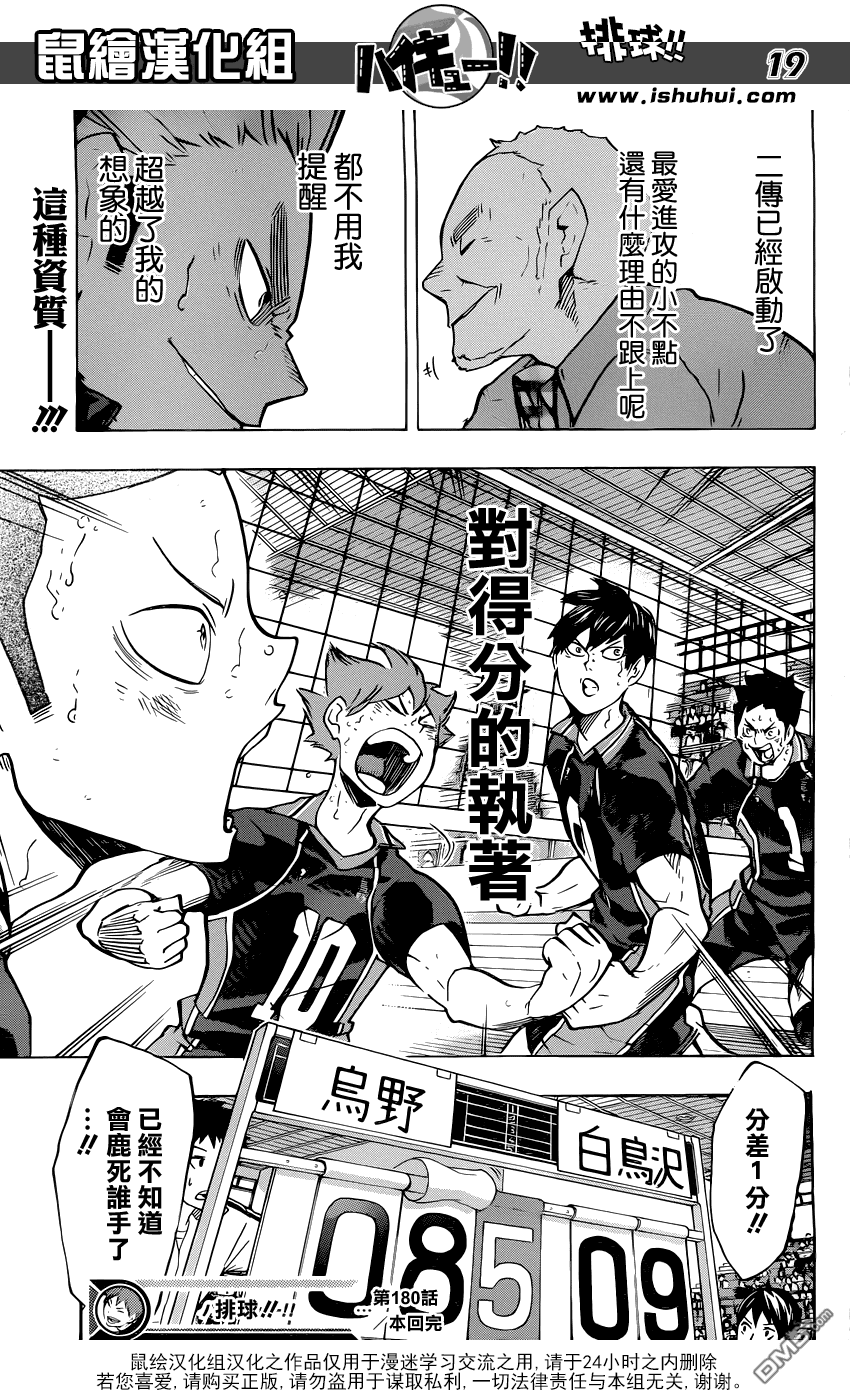 鼠繪漢化組
ハイキュー!!
排球!!
19
www.ishuhui.com
二傳已經啟動了
最愛進攻的小不點
還有什麼理由不跟上呢
都不用我
提醒
超越了我的
想象的
這種資質——!!!
對得分的執著
10
1
分差1分!!
烏野
白鳥沢
08
5
09
已經不知道
會鹿死誰手了
…!!
排球!!
第180話
…／本回完
鼠绘汉化组汉化之作品仅用于漫迷学习交流之用, 请于24小时之内删除
若您喜爱, 请购买正版, 请勿盗用于谋取私利, 一切法律责任与本组无关, 谢谢.
DM5.com